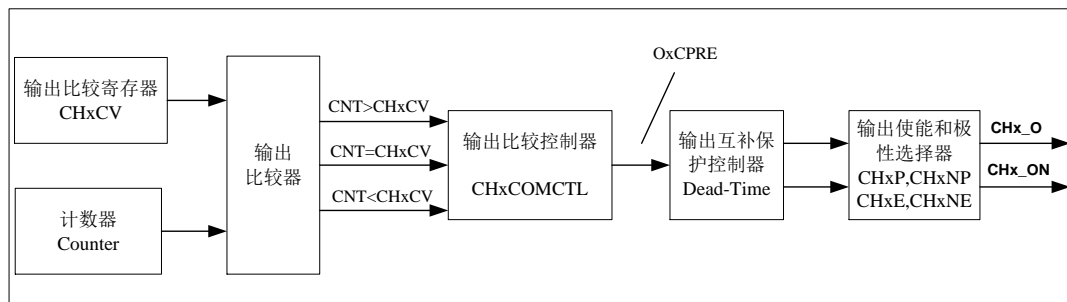 输出比较寄存器
CHxCV
计数器
Counter
输出
比较器
CNT>CHxCV
CNT=CHxCV
CNT<CHxCV
输出比较控制器
CHxCOMCTL
OxCPRE
输出互补保
护控制器
Dead-Time
输出使能和极
性选择器
CHxP,CHxNP
CHxE,CHxNE
CHx_O
CHx_ON